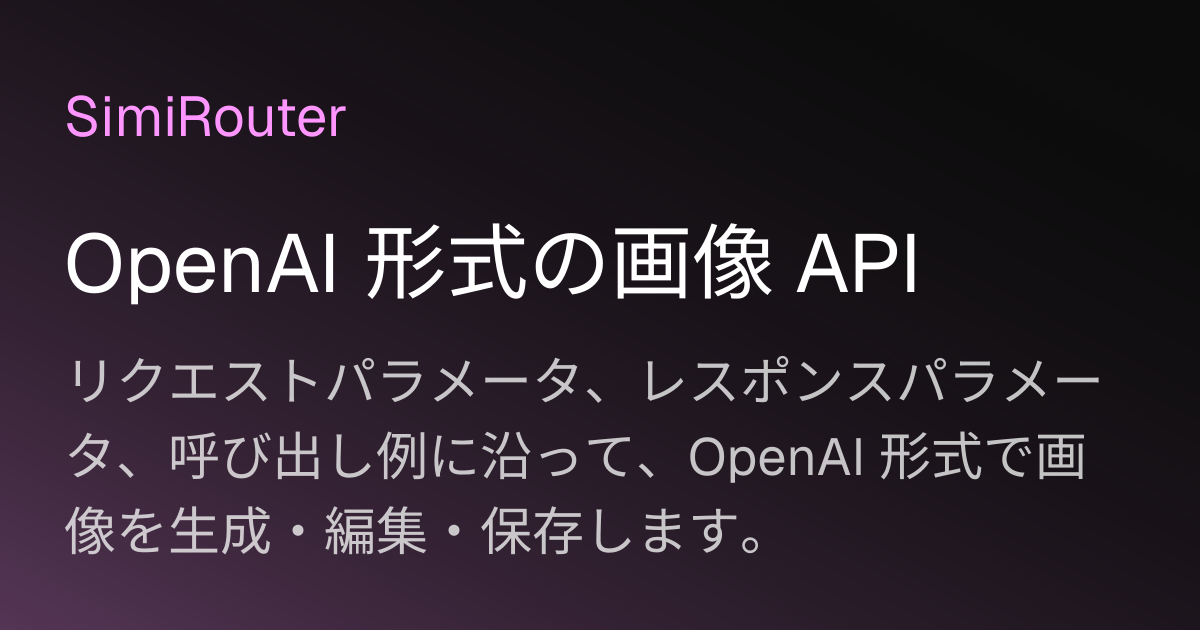 SimiRouter
OpenAI 形式の画像 API
リクエストパラメータ、レスポンスパラメー
タ、呼び出し例に沿って、OpenAI 形式で画
像を生成・編集・保存します。